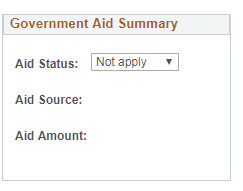 Government Aid Summary
Aid Status: Not apply
Aid Source:
Aid Amount: